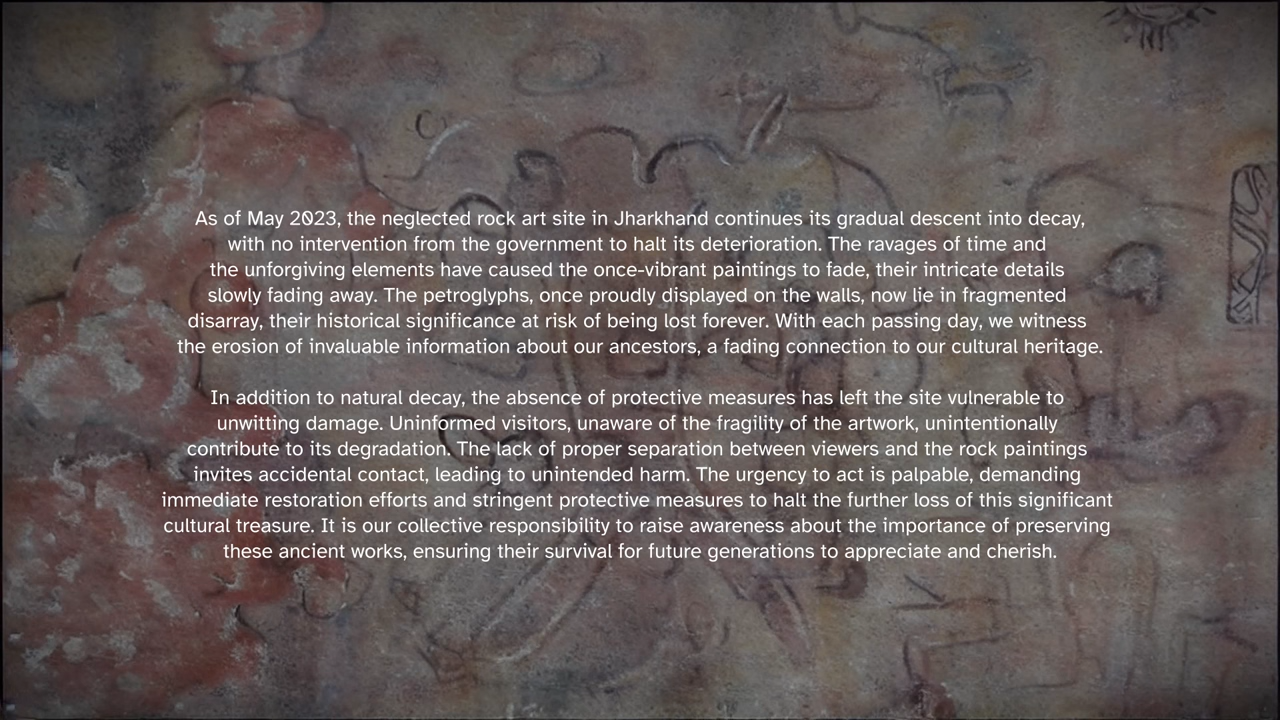 As of May 2023, the neglected rock art site in Jharkhand continues its gradual descent into decay,
with no intervention from the government to halt its deterioration. The ravages of time and
the unforgiving elements have caused the once-vibrant paintings to fade, their intricate details
slowly fading away. The petroglyphs, once proudly displayed on the walls, now lie in fragmented
disarray, their historical significance at risk of being lost forever. With each passing day, we witness
the erosion of invaluable information about our ancestors, a fading connection to our cultural heritage.
In addition to natural decay, the absence of protective measures has left the site vulnerable to
unwitting damage. Uninformed visitors, unaware of the fragility of the artwork, unintentionally
contribute to its degradation. The lack of proper separation between viewers and the rock paintings
invites accidental contact, leading to unintended harm. The urgency to act is palpable, demanding
immediate restoration efforts and stringent protective measures to halt the further loss of this significant
cultural treasure. It is our collective responsibility to raise awareness about the importance of preserving
these ancient works, ensuring their survival for future generations to appreciate and cherish.